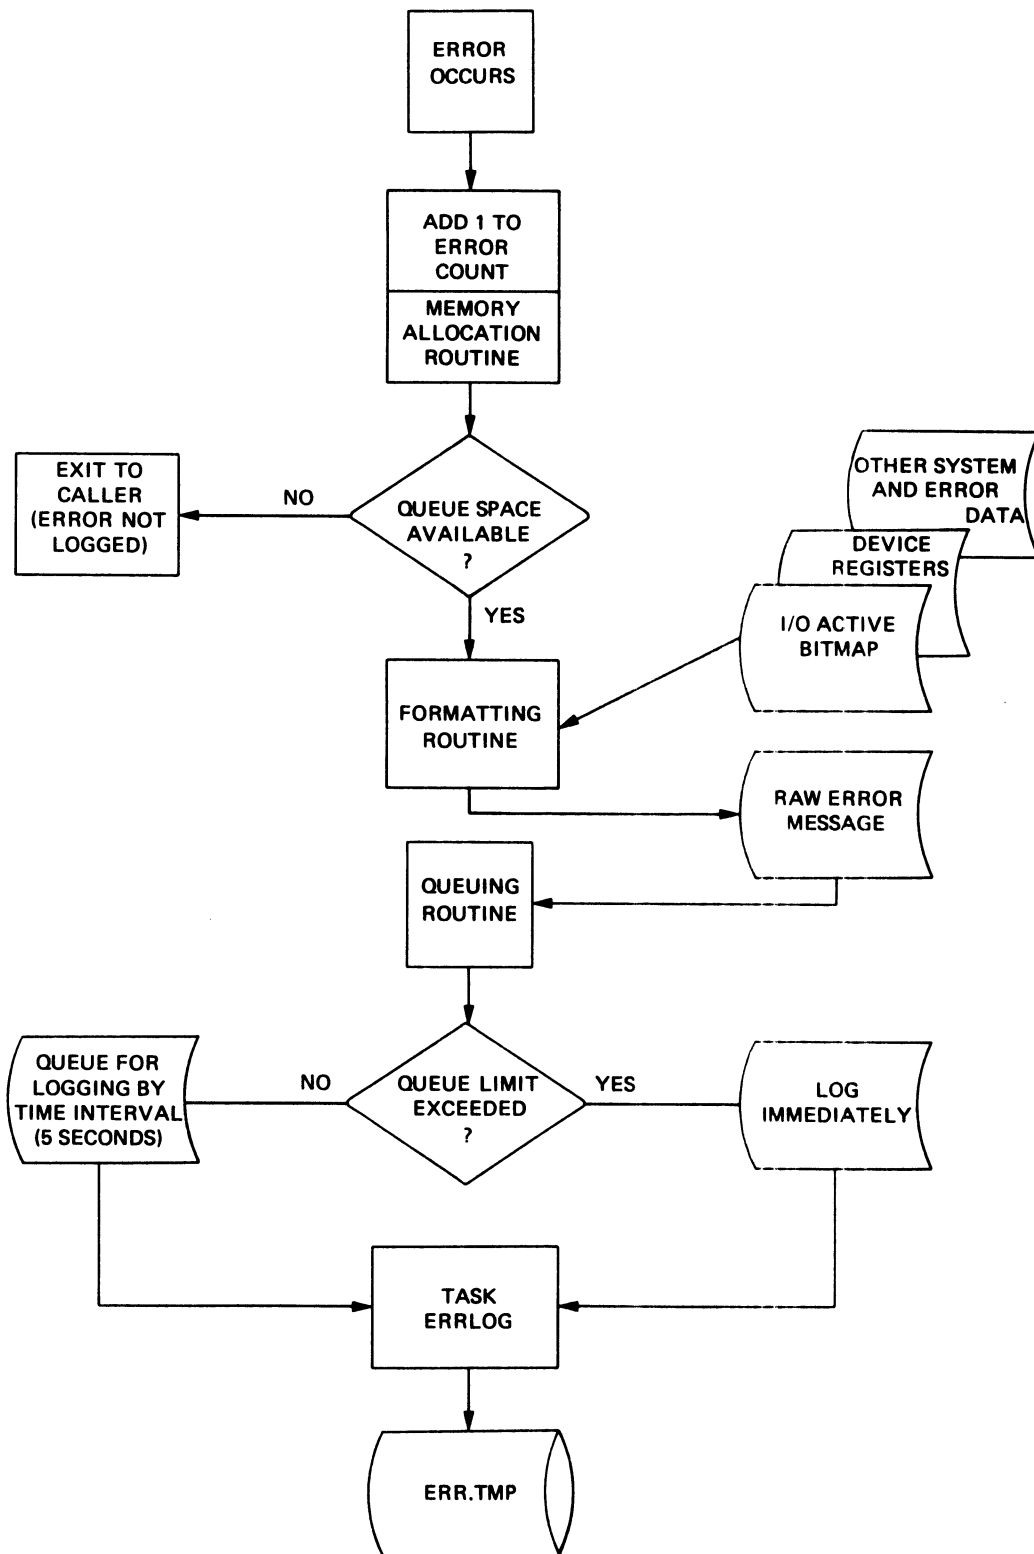 ERROR
OCCURS
ADD 1 TO
ERROR
COUNT
MEMORY
ALLOCATION
ROUTINE
EXIT TO
CALLER
(ERROR NOT
LOGGED)
NO
QUEUE SPACE
AVAILABLE
?
YES
OTHER SYSTEM
AND ERROR
DATA
DEVICE
REGISTERS
I/O ACTIVE
BITMAP
FORMATTING
ROUTINE
RAW ERROR
MESSAGE
QUEUING
ROUTINE
QUEUE FOR
LOGGING BY
TIME INTERVAL
(5 SECONDS)
NO
QUEUE LIMIT
EXCEEDED
?
YES
LOG
IMMEDIATELY
TASK
ERRLOG
ERR.TMP